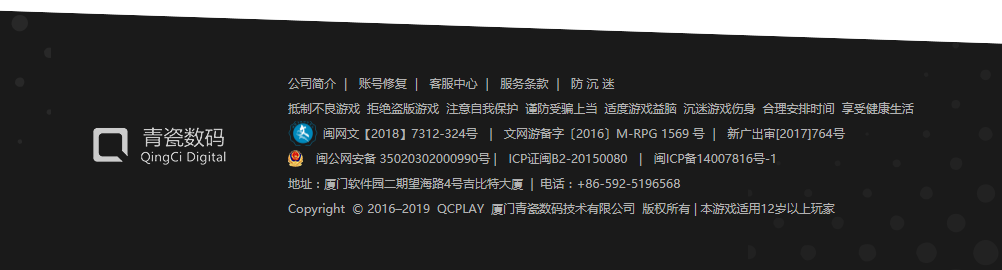 公司简介 | 账号修复 | 客服中心 | 服务条款 | 防 沉 迷
抵制不良游戏 拒绝盗版游戏 注意自我保护 谨防受骗上当 适度游戏益脑 沉迷游戏伤身 合理安排时间 享受健康生活
青瓷数码
QingCi Digital
闽网文【2018】7312-324号 | 文网游备字〔2016〕M-RPG 1569 号 | 新广出审[2017]764号
闽公网安备 35020302000990号 | ICP证闽B2-20150080 | 闽ICP备14007816号-1
地址：厦门软件园二期望海路4号吉比特大厦 | 电话：+86-592-5196568
Copyright © 2016–2019 QCPLAY 厦门青瓷数码技术有限公司 版权所有 | 本游戏适用12岁以上玩家